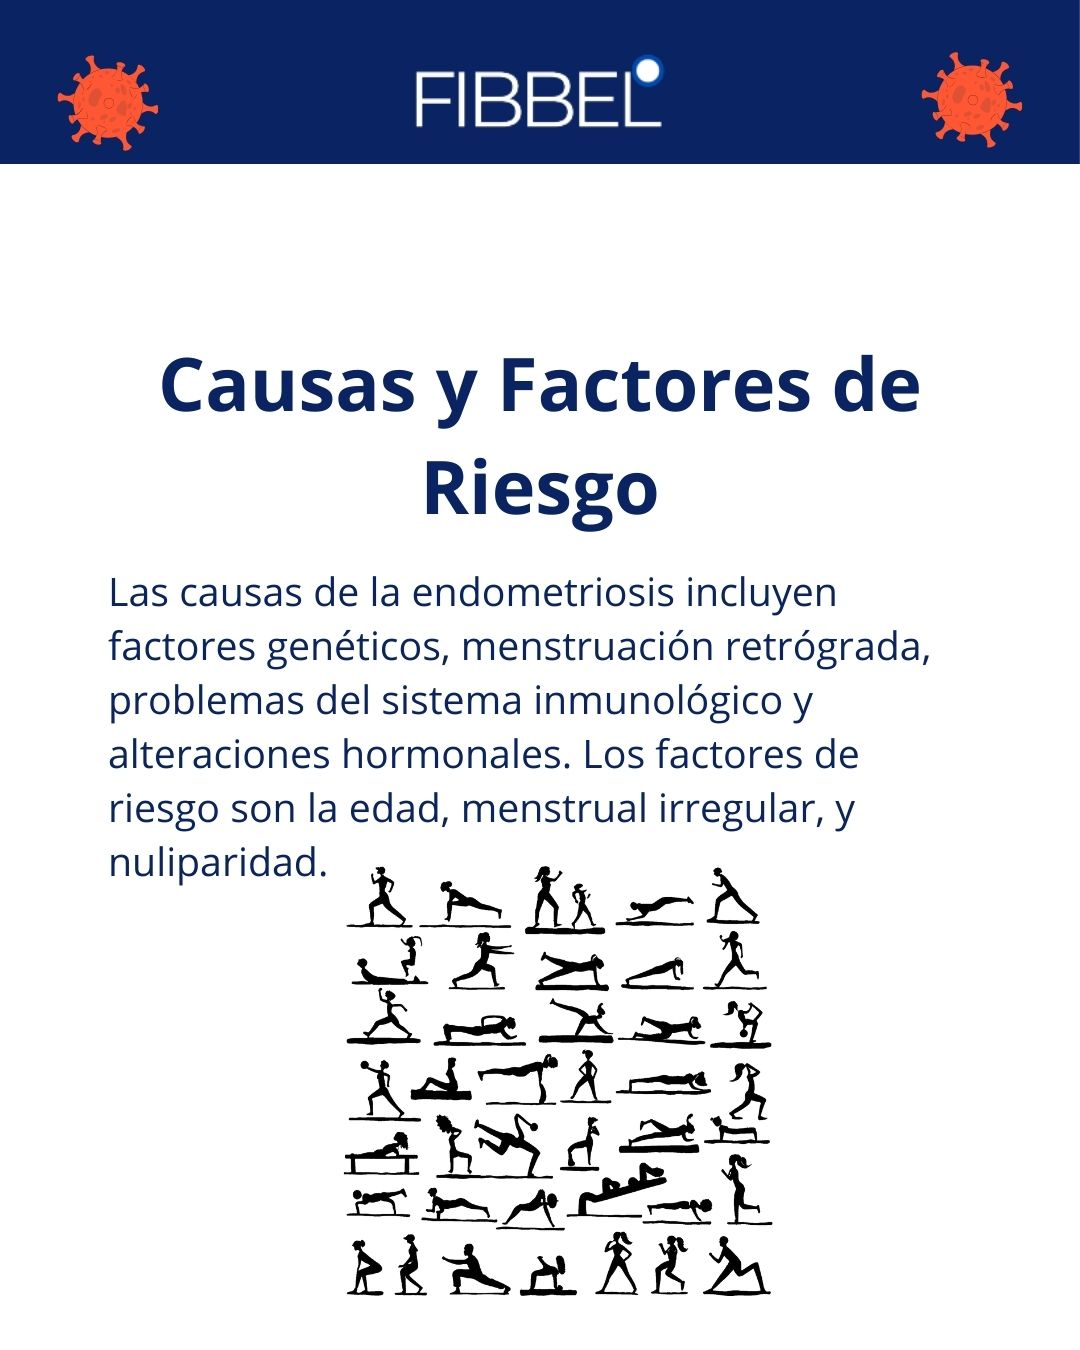 FIBBEL
Causas y Factores de
Riesgo
Las causas de la endometriosis incluyen
factores genéticos, menstruación retrógrada,
problemas del sistema inmunológico y
alteraciones hormonales. Los factores de
riesgo son la edad, menstrual irregular, y
nuliparidad.